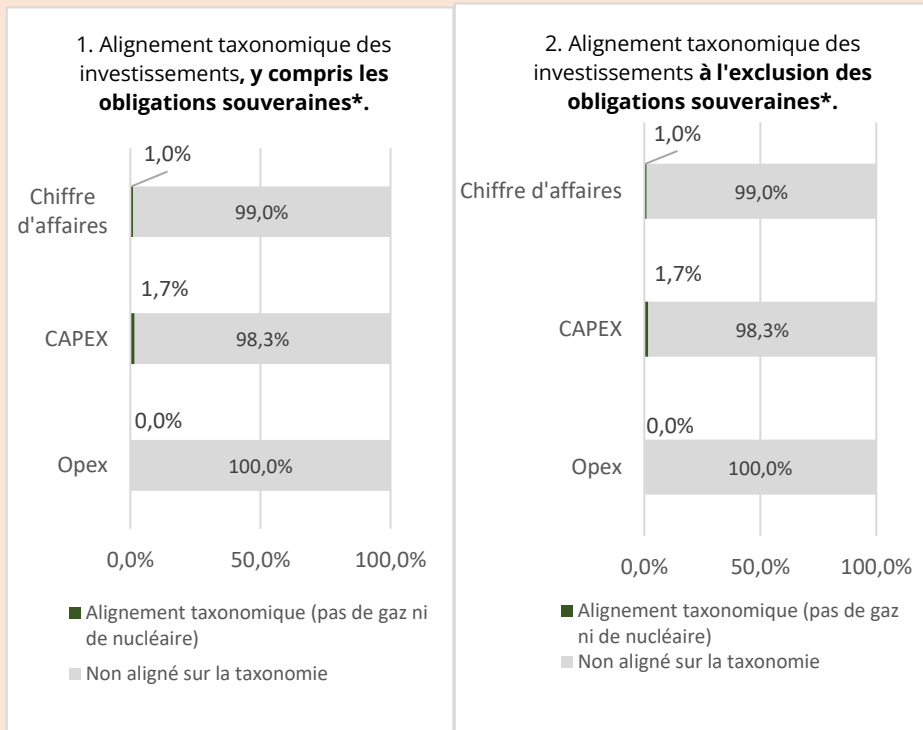 1. Alignement taxonomique des
investissements, y compris les
obligations souveraines*.
1,0%
Chiffre
d'affaires
99,0%
1,7%
CAPEX
98,3%
0,0%
Opex
100,0%
0,0%
50,0%
100,0%
Alignement taxonomique (pas de gaz ni
de nucléaire)
Non aligné sur la taxonomie
2. Alignement taxonomique des
investissements à l'exclusion des
obligations souveraines*.
1,0%
Chiffre d'affaires
99,0%
1,7%
CAPEX
98,3%
0,0%
Opex
100,0%
0,0%
50,0%
100,0%
Alignement taxonomique (pas de gaz
ni de nucléaire)
Non aligné sur la taxonomie